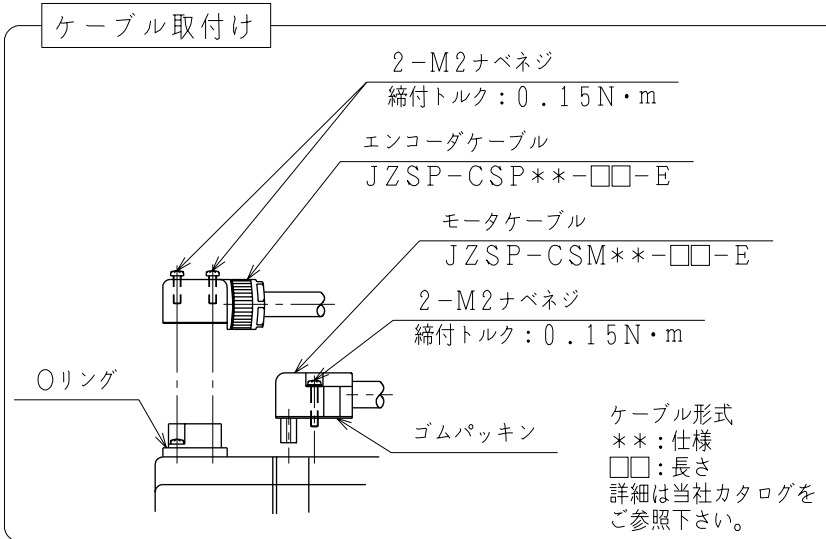 ケーブル取付け
2-M2ナベネジ
締付トルク：0.15N・m
エンコーダケーブル
JZSP-CSP**-□□-E
モータケーブル
JZSP-CSM**-□□-E
2-M2ナベネジ
締付トルク：0.15N・m
Oリング
ゴムパッキン
ケーブル形式
**：仕様
□□：長さ
詳細は当社カタログを
ご参照下さい。